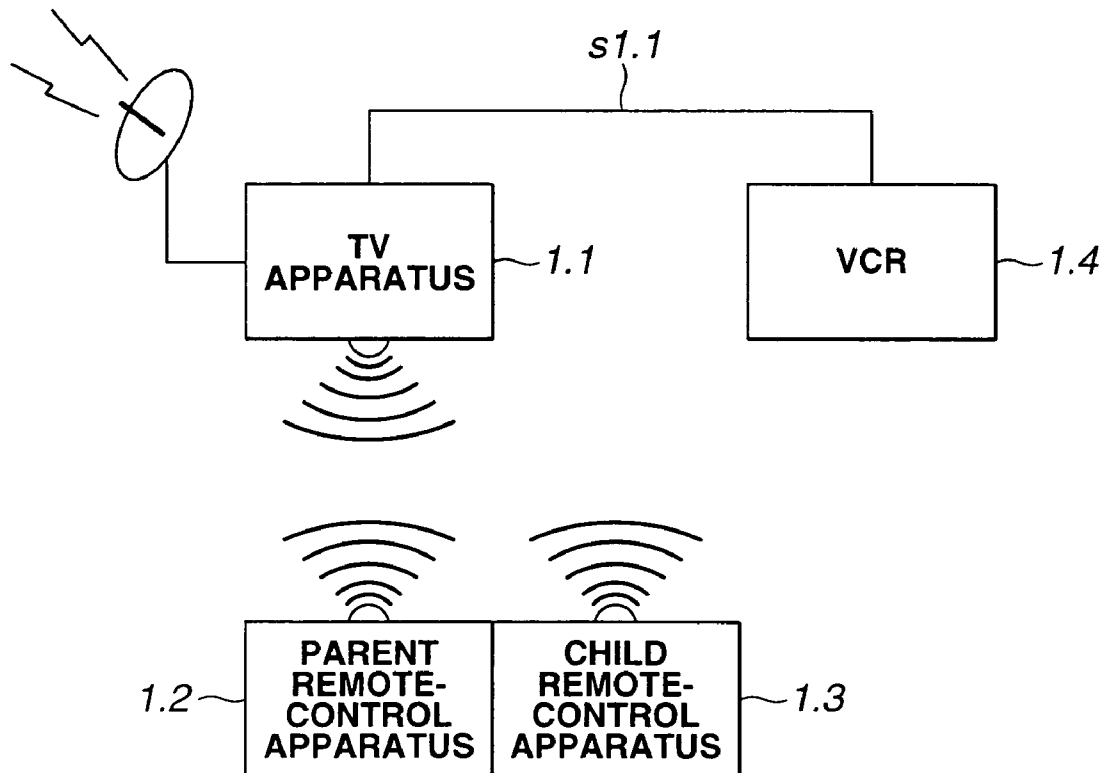 s1.1
TV
APPARATUS
1.1
VCR
1.4
1.2
PARENT
REMOTE-
CONTROL
APPARATUS
CHILD
REMOTE-
CONTROL
APPARATUS
1.3